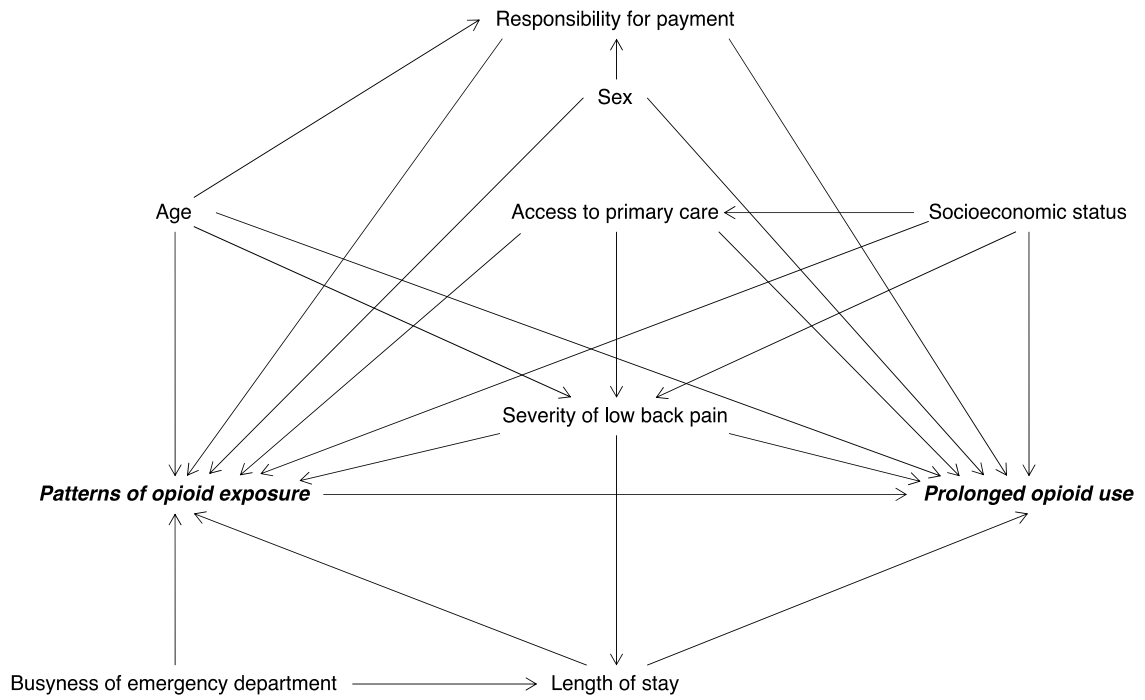 Responsibility for payment
Sex
Age
Access to primary care
Socioeconomic status
Severity of low back pain
Patterns of opioid exposure
Prolonged opioid use
Busyness of emergency department
Length of stay